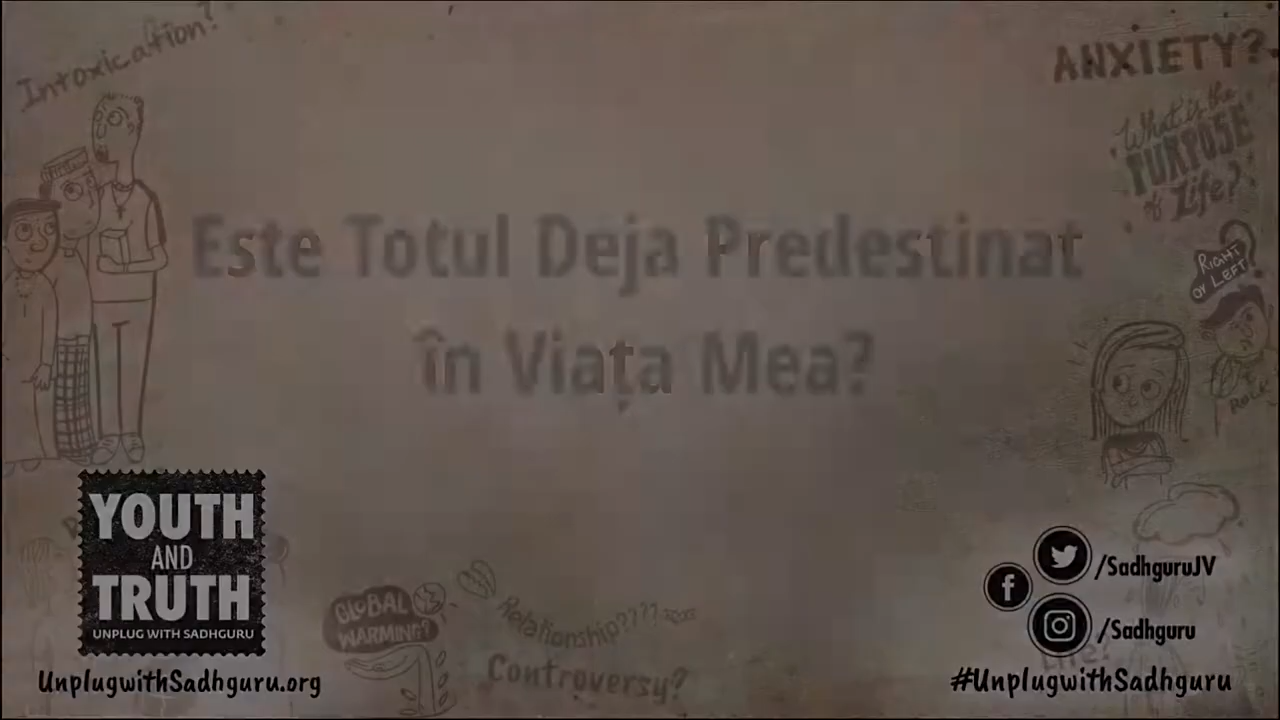 Intoxication?
ANXIETY?
What is the
PURPOSE
of Life?
Este Totul Deja Predestinat
în Viața Mea?
RIGHT
OR LEFT
ROLE
YOUTH
AND
TRUTH
UNPLUG WITH SADHGURU
UnplugwithSadhguru.org
GLOBAL
WARMING?
Relationship????
Controversy?
/SadhguruJV
f
/Sadhguru
#UnplugwithSadhguru